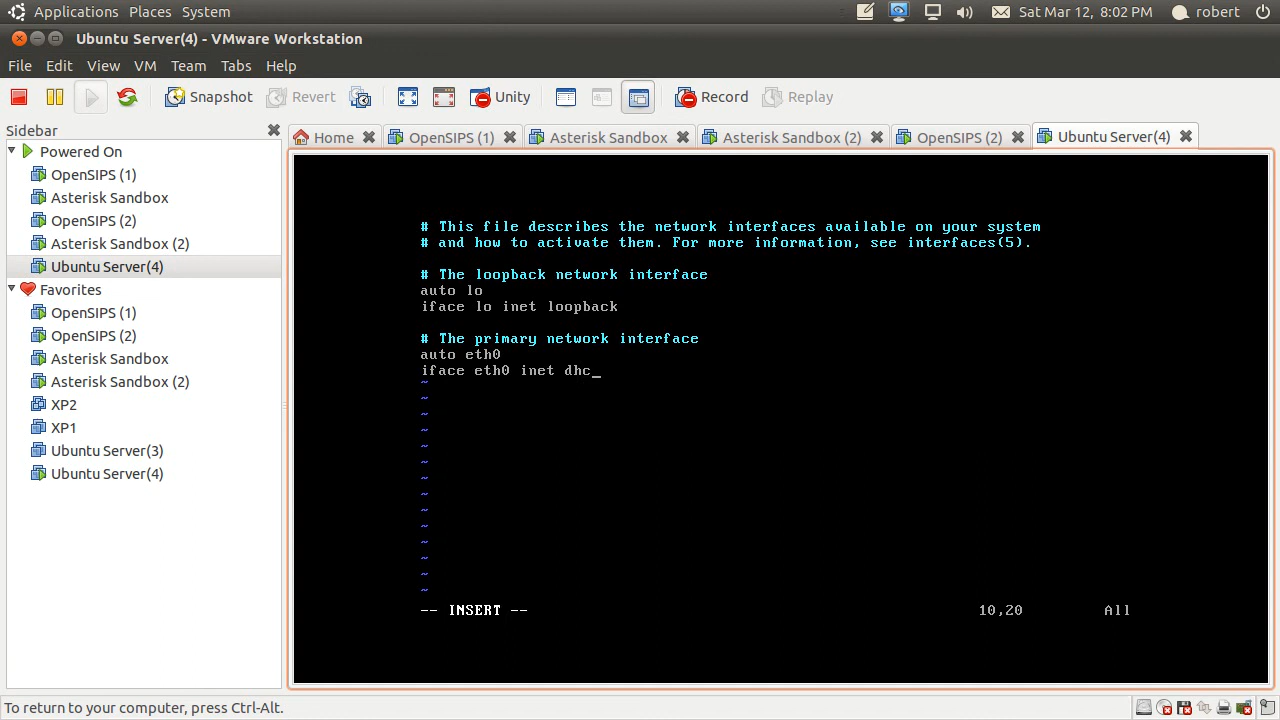 Applications Places System Sat Mar 12, 8:02 PM robert
Ubuntu Server(4) - VMware Workstation
File Edit View VM Team Tabs Help
Snapshot Revert Unity Record Replay
Sidebar
Home OpenSIPS (1) Asterisk Sandbox Asterisk Sandbox (2) OpenSIPS (2) Ubuntu Server(4)
Powered On
OpenSIPS (1)
Asterisk Sandbox
OpenSIPS (2)
Asterisk Sandbox (2)
Ubuntu Server(4)
Favorites
OpenSIPS (1)
OpenSIPS (2)
Asterisk Sandbox
Asterisk Sandbox (2)
XP2
XP1
Ubuntu Server(3)
Ubuntu Server(4)
# This file describes the network interfaces available on your system
# and how to activate them. For more information, see interfaces(5).
# The loopback network interface
auto lo
iface lo inet loopback
# The primary network interface
auto eth0
iface eth0 inet dhc_
~
~
~
~
~
~
~
~
~
~
~
~
~
~
-- INSERT -- 10,20 All
To return to your computer, press Ctrl-Alt.